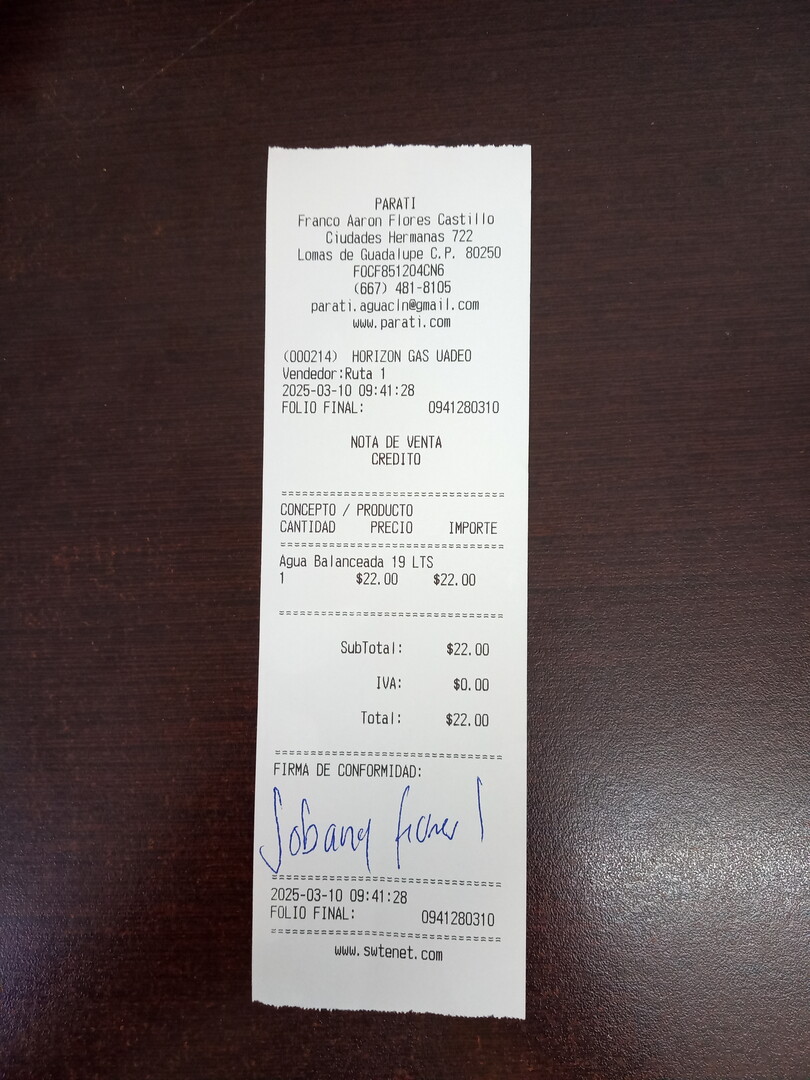 PARATI
Franco Aaron Flores Castillo
Ciudades Hermanas 722
Lomas de Guadalupe C.P. 80250
FOCF851204CN6
(667) 481-8105
parati.aguacln@gmail.com
www.parati.com
(000214) HORIZON GAS UADEO
Vendedor:Ruta 1
2025-03-10 09:41:28
FOLIO FINAL: 0941280310
NOTA DE VENTA
CREDITO
================================
CONCEPTO / PRODUCTO
CANTIDAD PRECIO IMPORTE
================================
Agua Balanceada 19 LTS
1 $22.00 $22.00
================================
SubTotal: $22.00
IVA: $0.00
Total: $22.00
================================
FIRMA DE CONFORMIDAD:
================================
2025-03-10 09:41:28
FOLIO FINAL: 0941280310
================================
www.swtenet.com